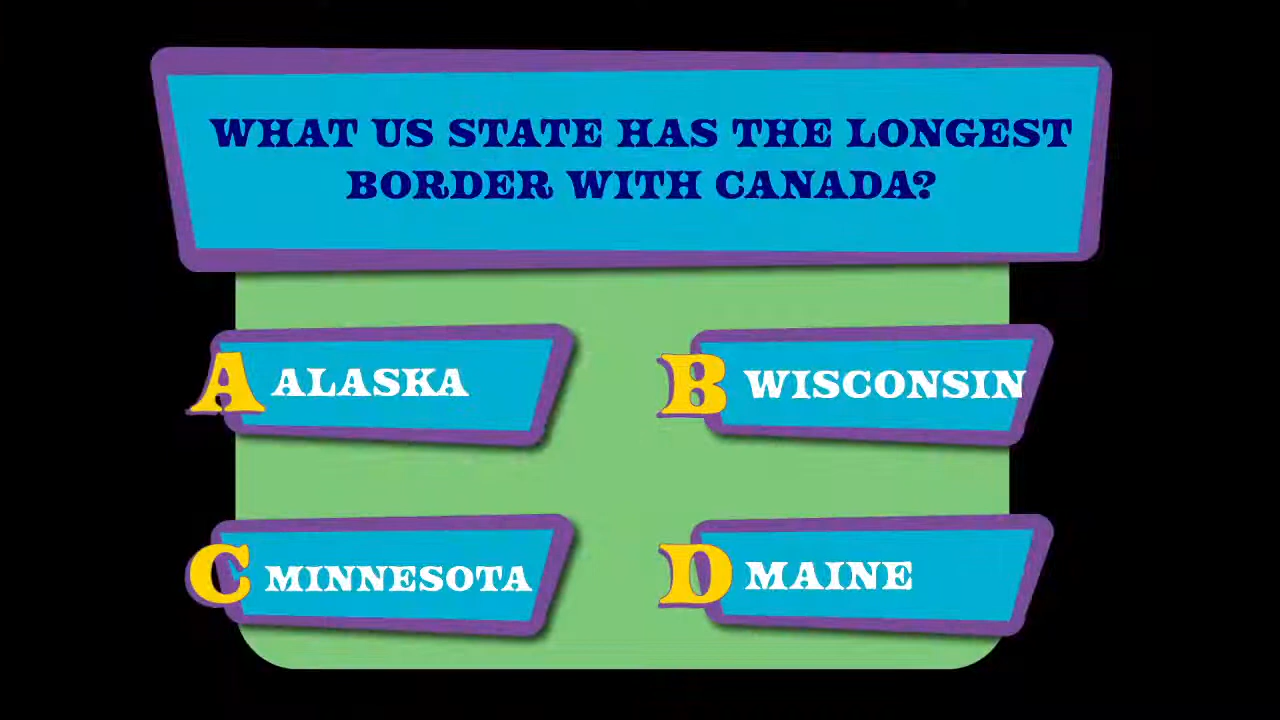 WHAT US STATE HAS THE LONGEST
BORDER WITH CANADA?
A ALASKA
B WISCONSIN
C MINNESOTA
D MAINE